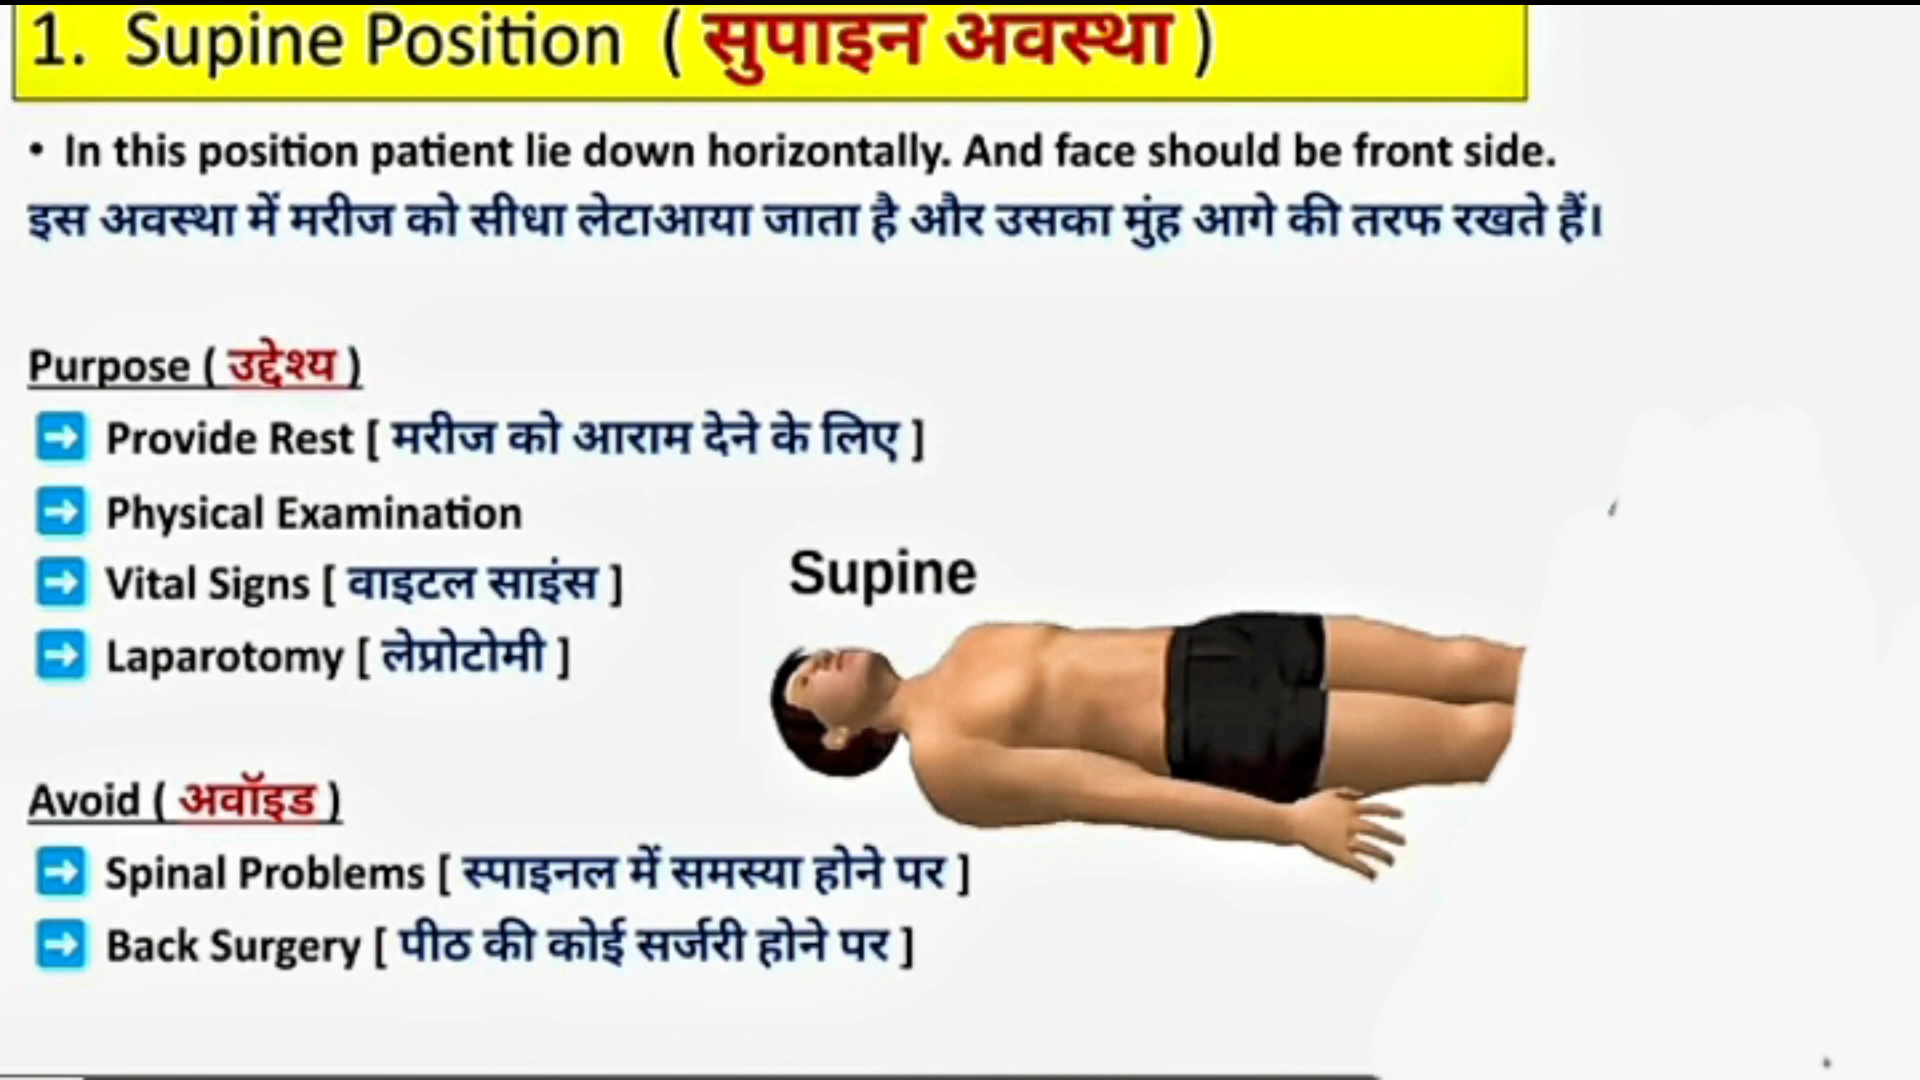 1. Supine Position ( सुपाइन अवस्था )
• In this position patient lie down horizontally. And face should be front side.
इस अवस्था में मरीज को सीधा लेटाआया जाता है और उसका मुंह आगे की तरफ रखते हैं।
Purpose ( उद्देश्य )
➡ Provide Rest [ मरीज को आराम देने के लिए ]
➡ Physical Examination
➡ Vital Signs [ वाइटल साइंस ]
➡ Laparotomy [ लेप्रोटोमी ]
Supine
Avoid ( अवॉइड )
➡ Spinal Problems [ स्पाइनल में समस्या होने पर ]
➡ Back Surgery [ पीठ की कोई सर्जरी होने पर ]